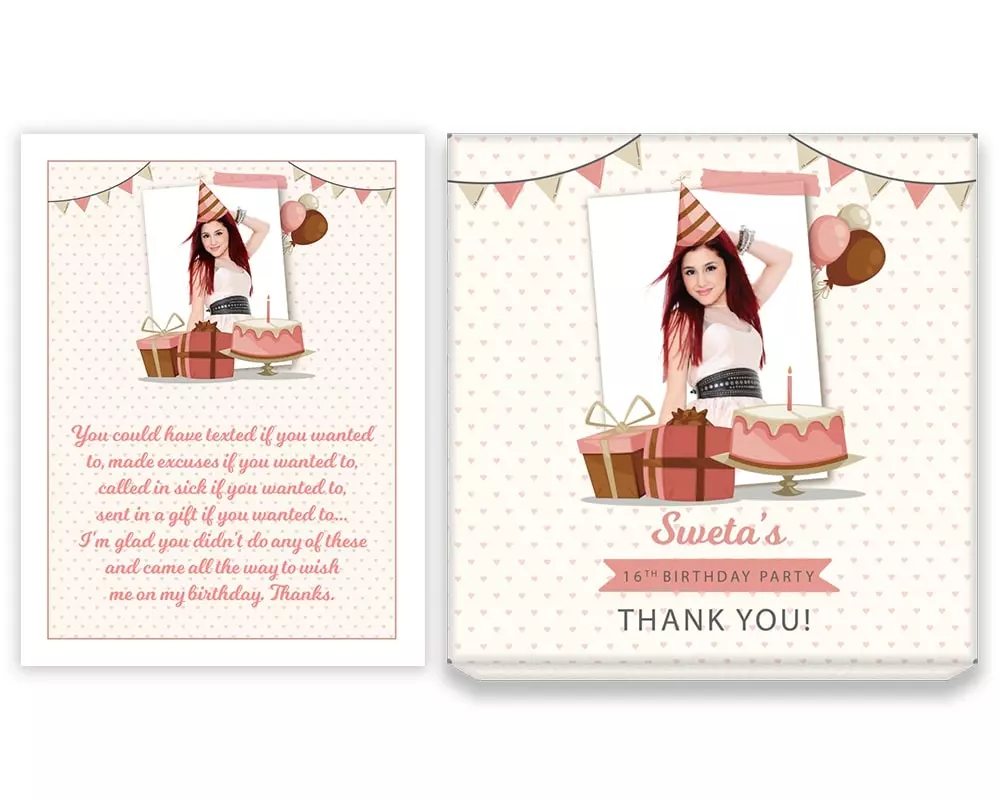 You could have texted if you wanted
to, made excuses if you wanted to,
called in sick if you wanted to,
sent in a gift if you wanted to...
I'm glad you didn't do any of these
and came all the way to wish
me on my birthday. Thanks.
Sweta's
16TH BIRTHDAY PARTY
THANK YOU!